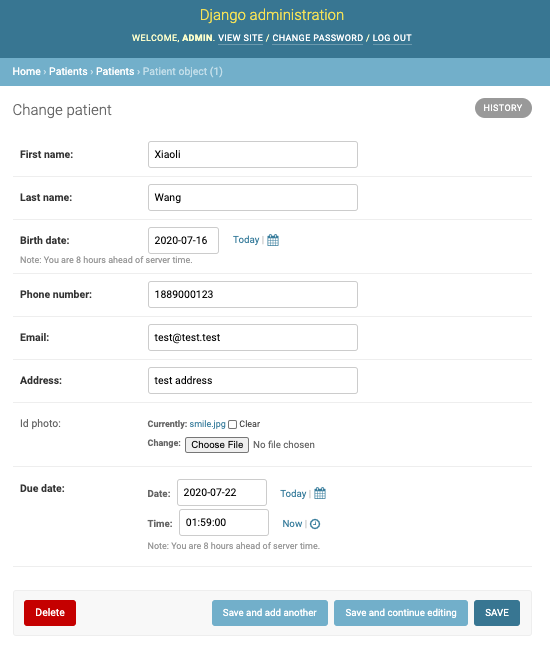 Django administration
WELCOME, ADMIN. VIEW SITE / CHANGE PASSWORD / LOG OUT
Home › Patients › Patients › Patient object (1)
Change patient
HISTORY
First name: Xiaoli
Last name: Wang
Birth date: 2020-07-16 Today |
Note: You are 8 hours ahead of server time.
Phone number: 1889000123
Email: test@test.test
Address: test address
Id photo: Currently: smile.jpg Clear
Change: Choose File No file chosen
Due date:
Date: 2020-07-22 Today |
Time: 01:59:00 Now |
Note: You are 8 hours ahead of server time.
Delete Save and add another Save and continue editing SAVE